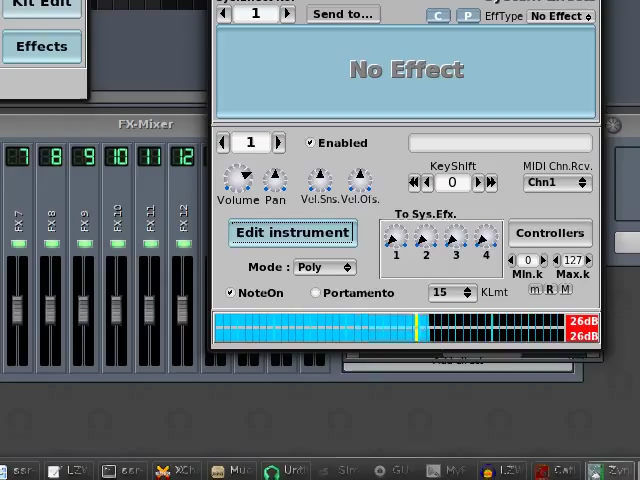 Kit Edit
Effects
1
Send to...
C
P
EffType
No Effect
No Effect
FX-Mixer
7 8 9 10 11 12
FX 7
FX 8
FX 9
FX 10
FX 11
FX 12
1
Enabled
KeyShift
0
MIDI Chn.Rcv.
Chn1
Volume Pan Vel.Sns. Vel.Ofs.
To Sys.Efx.
1 2 3 4
Edit instrument
Controllers
Mode :
Poly
0
127
Min.k
Max.k
m R M
NoteOn
Portamento
15
KLmt
26dB
26dB